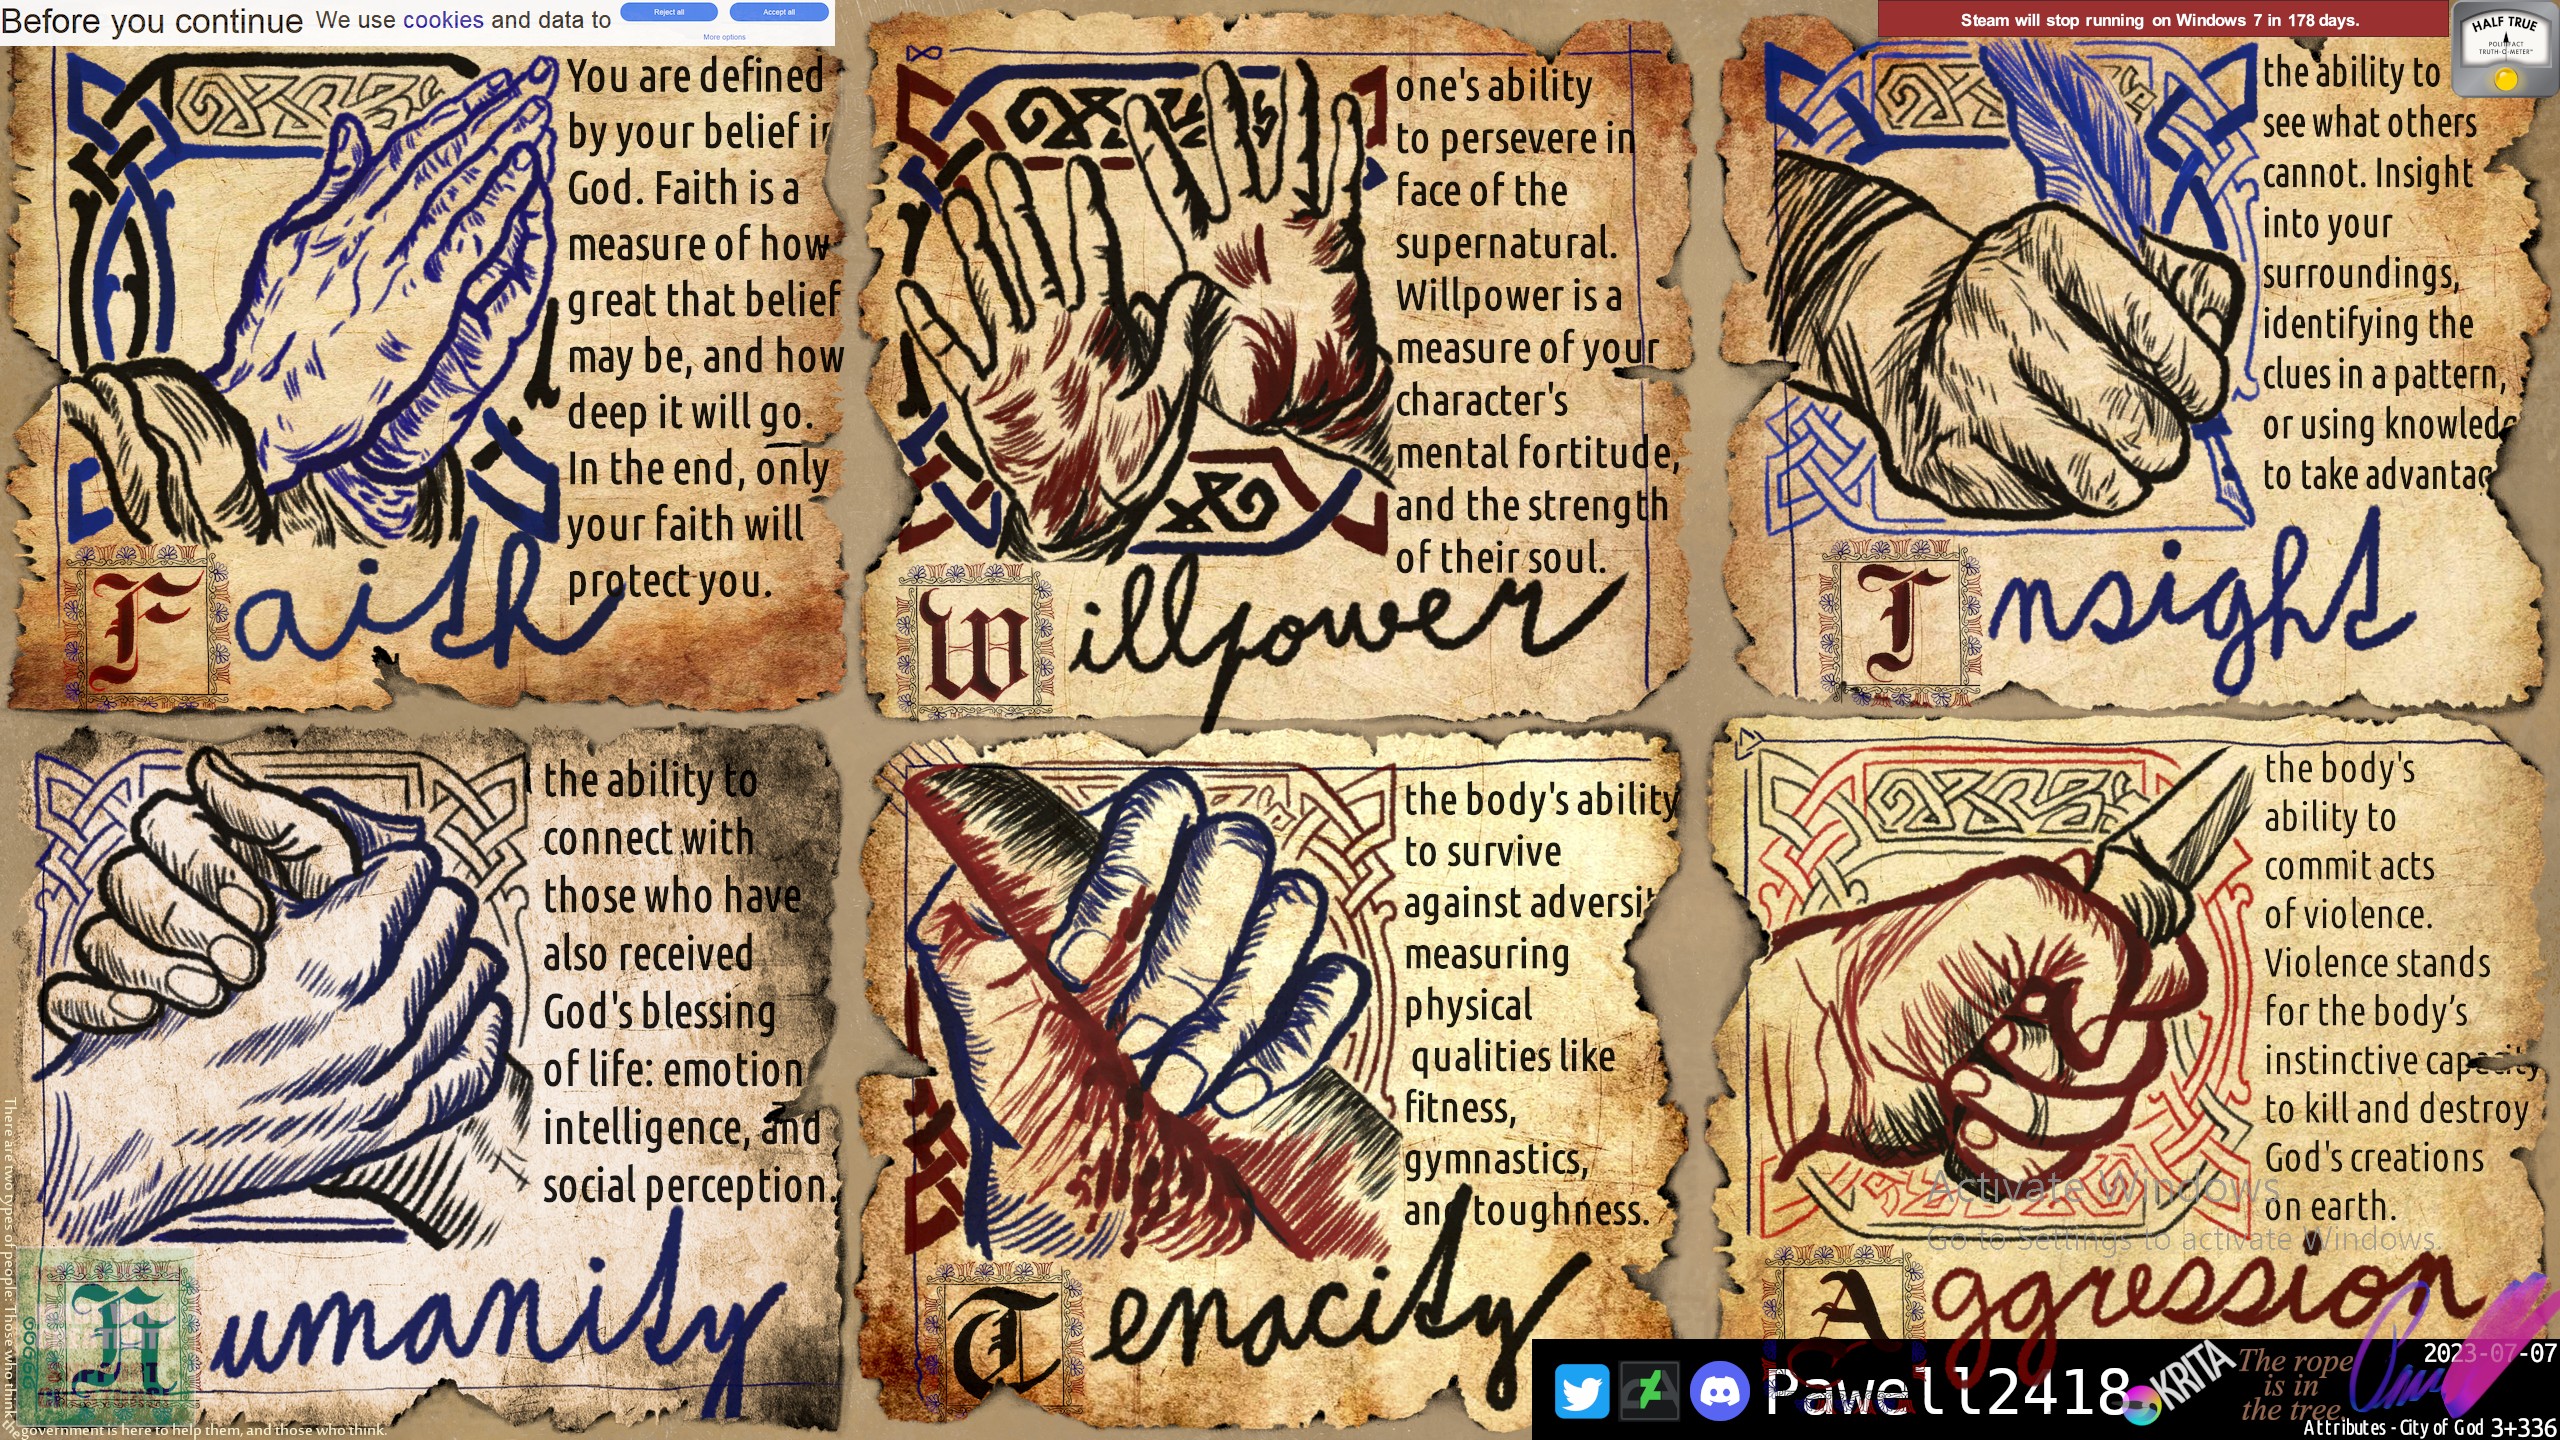 Before you continue We use cookies and data to
Reject all
Accept all
More options
Steam will stop running on Windows 7 in 178 days.
HALF TRUE
POLITIFACT
TRUTH-O-METER™
You are defined
by your belief in
God. Faith is a
measure of how
great that belief
may be, and how
deep it will go.
In the end, only
your faith will
protect you.
Faith
one's ability
to persevere in
face of the
supernatural.
Willpower is a
measure of your
character's
mental fortitude,
and the strength
of their soul.
Willpower
the ability to
see what others
cannot. Insight
into your
surroundings,
identifying the
clues in a pattern,
or using knowledg
to take advantag
Insight
the ability to
connect with
those who have
also received
God's blessing
of life: emotion
intelligence, and
social perception.
Humanity
the body's ability
to survive
against adversit
measuring
physical
qualities like
fitness,
gymnastics,
and toughness.
Tenacity
the body's
ability to
commit acts
of violence.
Violence stands
for the body's
instinctive capacity
to kill and destroy
God's creations
on earth.
Aggression
Activate Windows
Go to Settings to activate Windows.
There are two types of people: Those who think the
government is here to help them, and those who think.
Pawell2418
KRITA
The rope
is in
the tree.
2023-07-07
Attributes - City of God 3+336